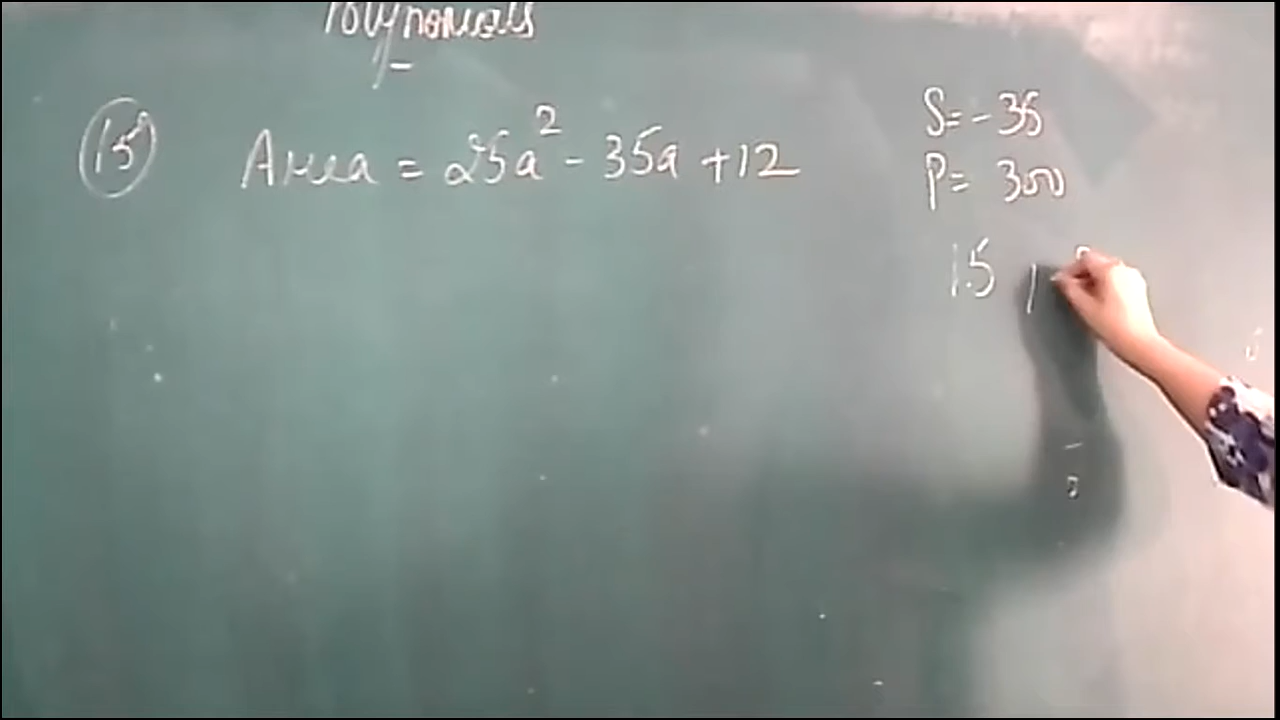 Polynomials
15
Area = 25a² - 35a + 12
S = - 35
P = 300
15